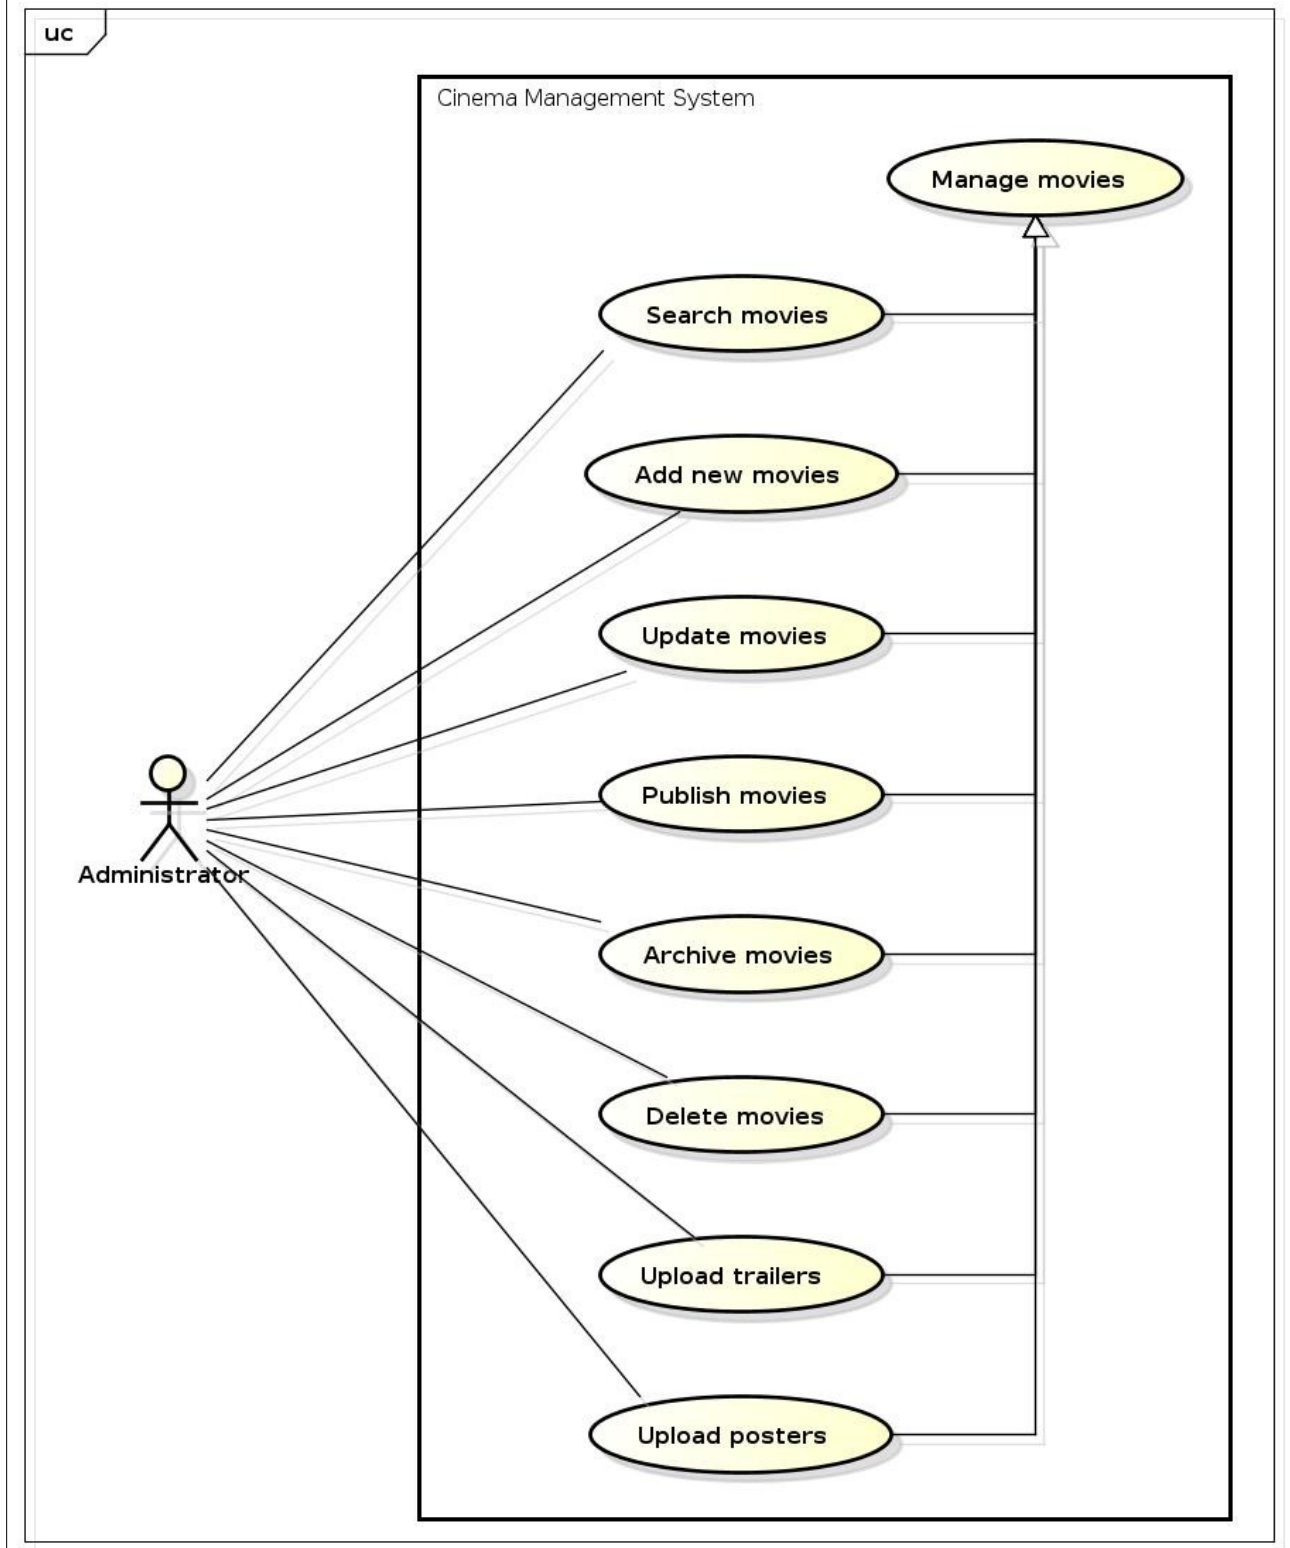 uc
Cinema Management System
Manage movies
Search movies
Add new movies
Update movies
Publish movies
Administrator
Archive movies
Delete movies
Upload trailers
Upload posters